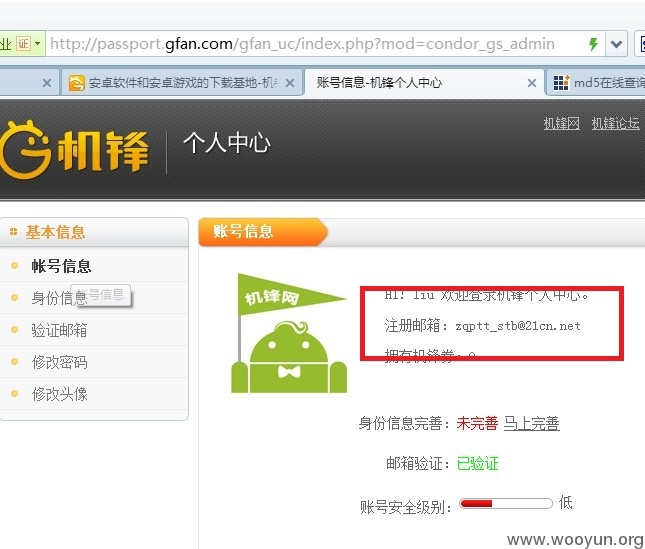 业 证 http://passport.gfan.com/gfan_uc/index.php?mod=condor_gs_admin
安卓软件和安卓游戏的下载基地-机 账号信息-机锋个人中心 md5在线查询
机锋 个人中心
机锋网 机锋论坛
基本信息
帐号信息
身份信息
账号信息
验证邮箱
修改密码
修改头像
账号信息
机锋网
Hi! liu 欢迎登录机锋个人中心。
注册邮箱：zqptt_stb@21cn.net
拥有机锋券：0
身份信息完善：未完善 马上完善
邮箱验证：已验证
账号安全级别： 低
www.wooyun.org